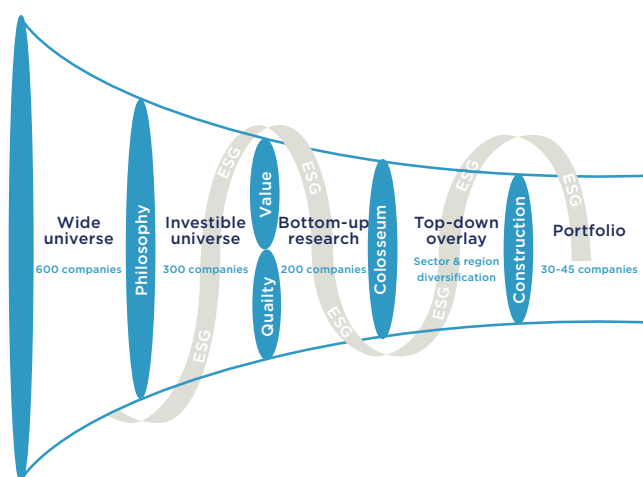 Wide
universe
600 companies
Philosophy
Investible
universe
300 companies
Value
Quailty
Bottom-up
research
200 companies
Colosseum
Top-down
overlay
Sector & region
diversification
Construction
Portfolio
30-45 companies
ESG
ESG
ESG
ESG
ESG
ESG
ESG